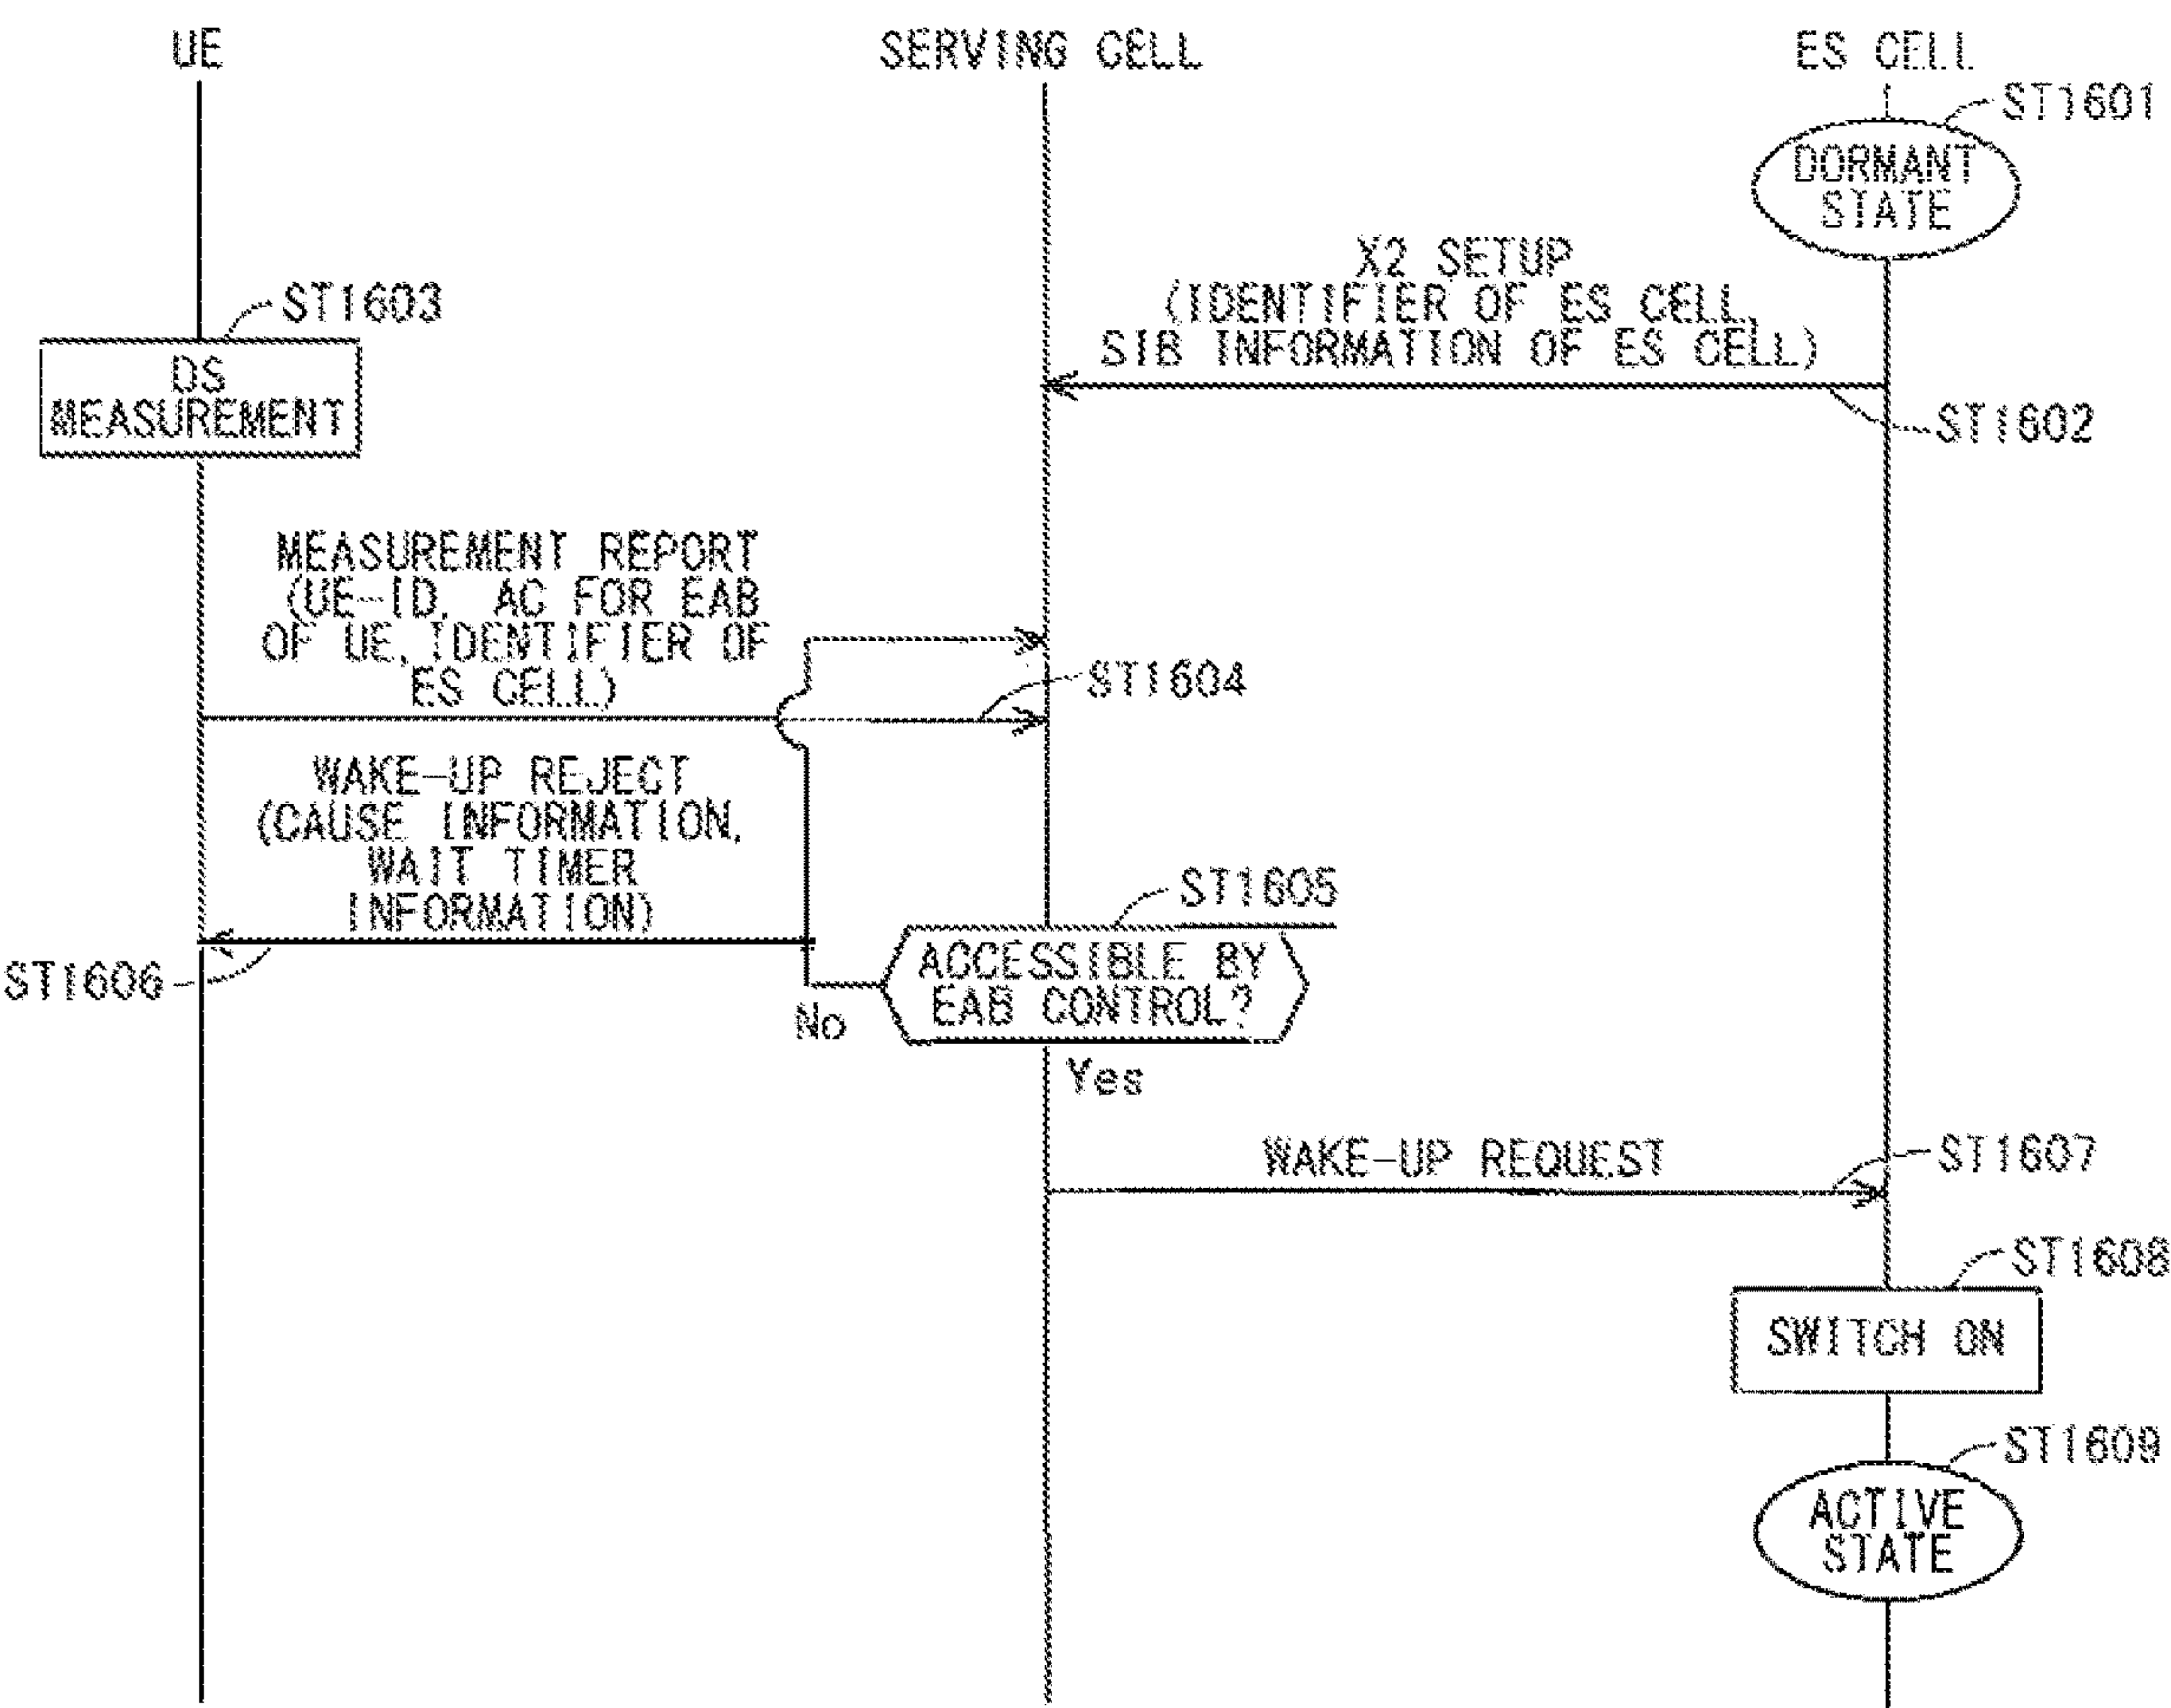 UE
SERVING CELL
ES CELL
ST1601
DORMANT
STATE
X2 SETUP
(IDENTIFIER OF ES CELL,
SIB INFORMATION OF ES CELL)
ST1602
ST1603
DS
MEASUREMENT
MEASUREMENT REPORT
(UE-ID, AC FOR EAB
OF UE, IDENTIFIER OF
ES CELL)
ST1604
WAKE-UP REJECT
(CAUSE INFORMATION,
WAIT TIMER
INFORMATION)
ST1605
ACCESSIBLE BY
EAB CONTROL?
ST1606
No
Yes
WAKE-UP REQUEST
ST1607
ST1608
SWITCH ON
ST1609
ACTIVE
STATE